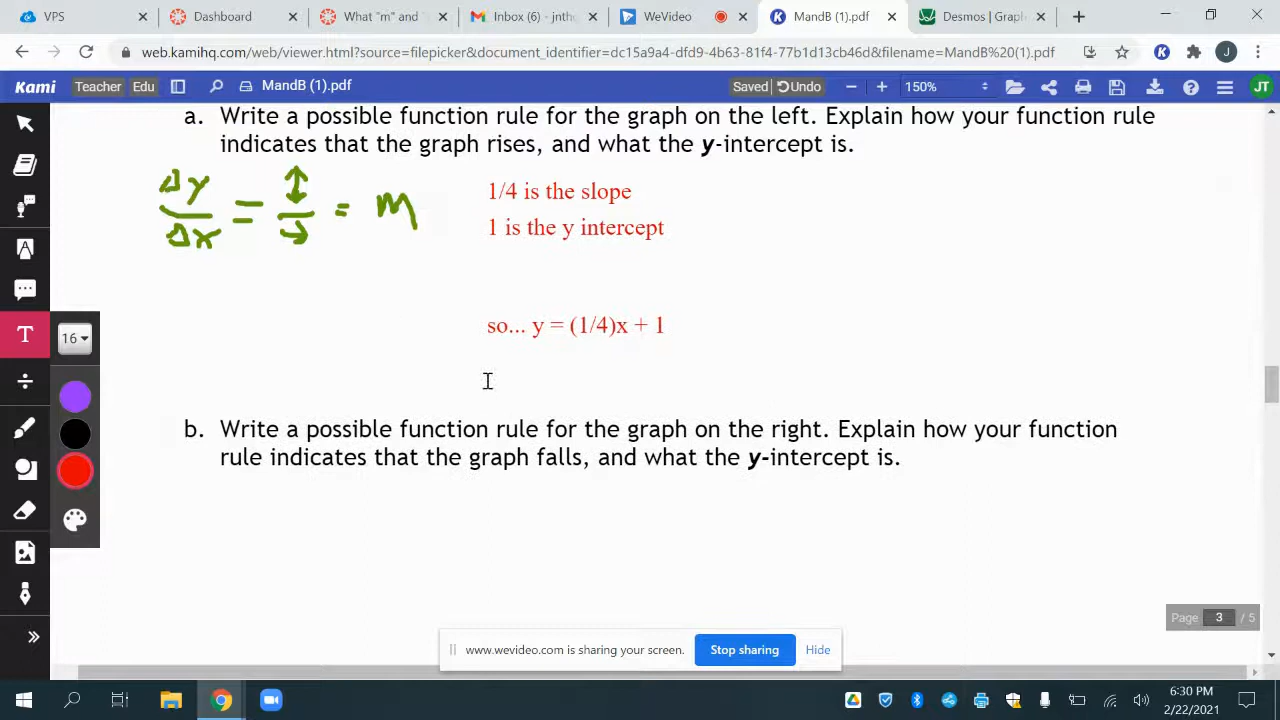 VPS
Dashboard
What "m" and "
Inbox (6) - jntho
WeVideo
MandB (1).pdf
Desmos | Graph
web.kamihq.com/web/viewer.html?source=filepicker&document_identifier=dc15a9a4-dfd9-4b63-81f4-77b1d13cb46d&filename=MandB%20(1).pdf
K
J
Kami
Teacher
Edu
MandB (1).pdf
Saved
Undo
150%
JT
a. Write a possible function rule for the graph on the left. Explain how your function rule
indicates that the graph rises, and what the y-intercept is.
Δy/Δx = ↕/→ = m
1/4 is the slope
1 is the y intercept
so... y = (1/4)x + 1
T
16
b. Write a possible function rule for the graph on the right. Explain how your function
rule indicates that the graph falls, and what the y-intercept is.
Page 3 / 5
www.wevideo.com is sharing your screen.
Stop sharing
Hide
6:30 PM
2/22/2021